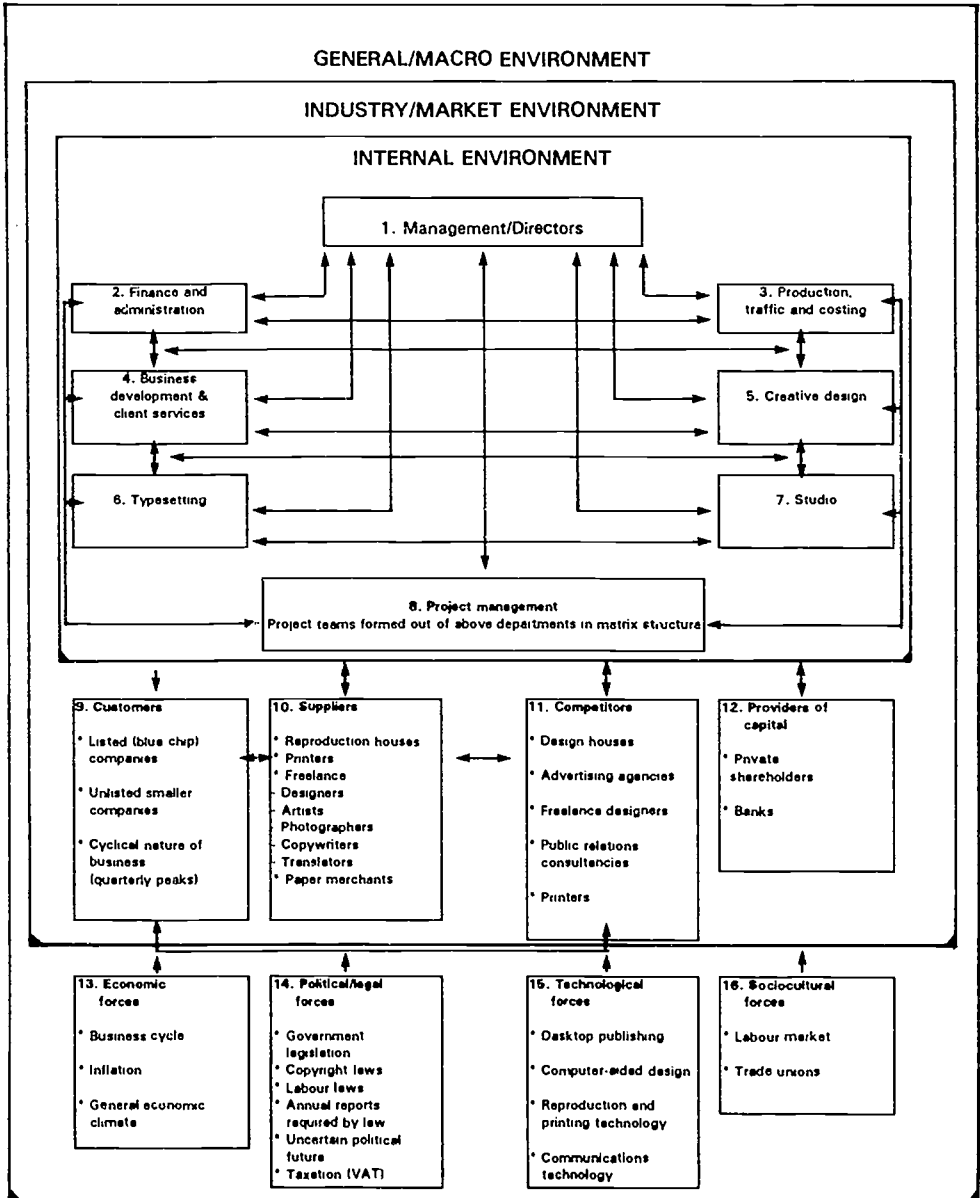 GENERAL/MACRO ENVIRONMENT
INDUSTRY/MARKET ENVIRONMENT
INTERNAL ENVIRONMENT
1. Management/Directors
2. Finance and
administration
3. Production,
traffic and costing
4. Business
development &
client services
5. Creative design
6. Typesetting
7. Studio
8. Project management
Project teams formed out of above departments in matrix structure
9. Customers
* Listed (blue chip)
companies
* Unlisted smaller
companies
* Cyclical nature of
business
(quarterly peaks)
10. Suppliers
* Reproduction houses
* Printers
* Freelance
- Designers
- Artists
Photographers
- Copywriters
- Translators
* Paper merchants
11. Competitors
* Design houses
* Advertising agencies
* Freelance designers
* Public relations
consultancies
* Printers
12. Providers of
capital
* Private
shareholders
* Banks
13. Economic
forces
* Business cycle
* Inflation
* General economic
climate
14. Political/legal
forces
* Government
legislation
* Copyright laws
* Labour laws
* Annual reports
required by law
* Uncertain political
future
* Taxation (VAT)
15. Technological
forces
* Desktop publishing
* Computer-aided design
* Reproduction and
printing technology
* Communications
technology
16. Sociocultural
forces
* Labour market
* Trade unions